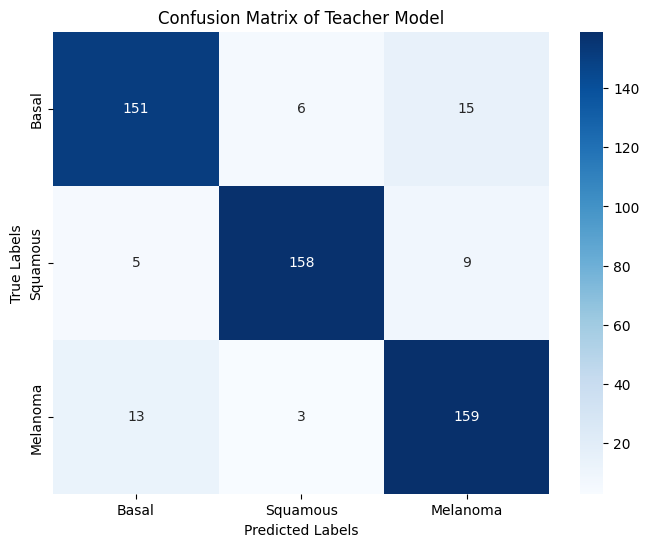 Confusion Matrix of Teacher Model
True Labels
Basal
Squamous
Melanoma
151 6 15
5 158 9
13 3 159
Basal Squamous Melanoma
Predicted Labels
140
120
100
80
60
40
20